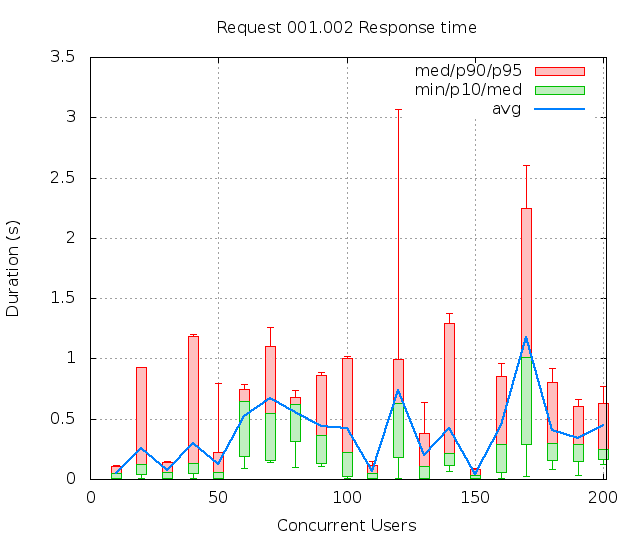 Request 001.002 Response time
med/p90/p95
min/p10/med
avg
3.5
3
2.5
2
1.5
1
0.5
0
0 50 100 150 200
Duration (s)
Concurrent Users